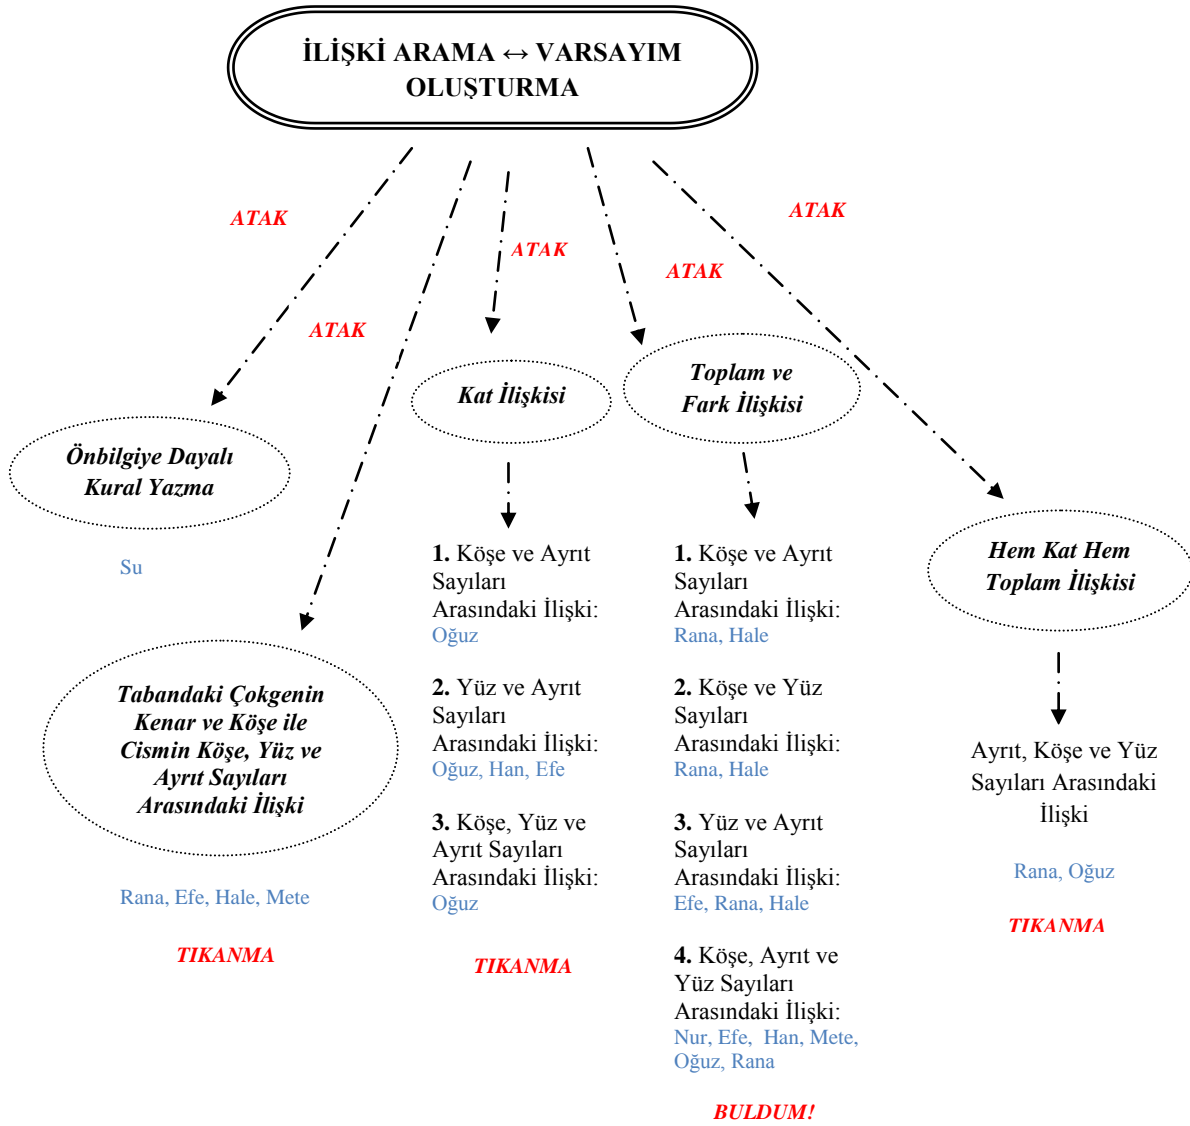 İLİŞKİ ARAMA ↔ VARSAYIM
OLUŞTURMA
ATAK
ATAK
ATAK
ATAK
ATAK
Önbilgiye Dayalı
Kural Yazma
Su
Tabandaki Çokgenin
Kenar ve Köşe ile
Cismin Köşe, Yüz ve
Ayrıt Sayıları
Arasındaki İlişki
Rana, Efe, Hale, Mete
TIKANMA
Kat İlişkisi
1. Köşe ve Ayrıt
Sayıları
Arasındaki İlişki:
Oğuz
2. Yüz ve Ayrıt
Sayıları
Arasındaki İlişki:
Oğuz, Han, Efe
3. Köşe, Yüz ve
Ayrıt Sayıları
Arasındaki İlişki:
Oğuz
TIKANMA
Toplam ve
Fark İlişkisi
1. Köşe ve Ayrıt
Sayıları
Arasındaki İlişki:
Rana, Hale
2. Köşe ve Yüz
Sayıları
Arasındaki İlişki:
Rana, Hale
3. Yüz ve Ayrıt
Sayıları
Arasındaki İlişki:
Efe, Rana, Hale
4. Köşe, Ayrıt ve
Yüz Sayıları
Arasındaki İlişki:
Nur, Efe, Han, Mete,
Oğuz, Rana
BULDUM!
Hem Kat Hem
Toplam İlişkisi
Ayrıt, Köşe ve Yüz
Sayıları Arasındaki
İlişki
Rana, Oğuz
TIKANMA